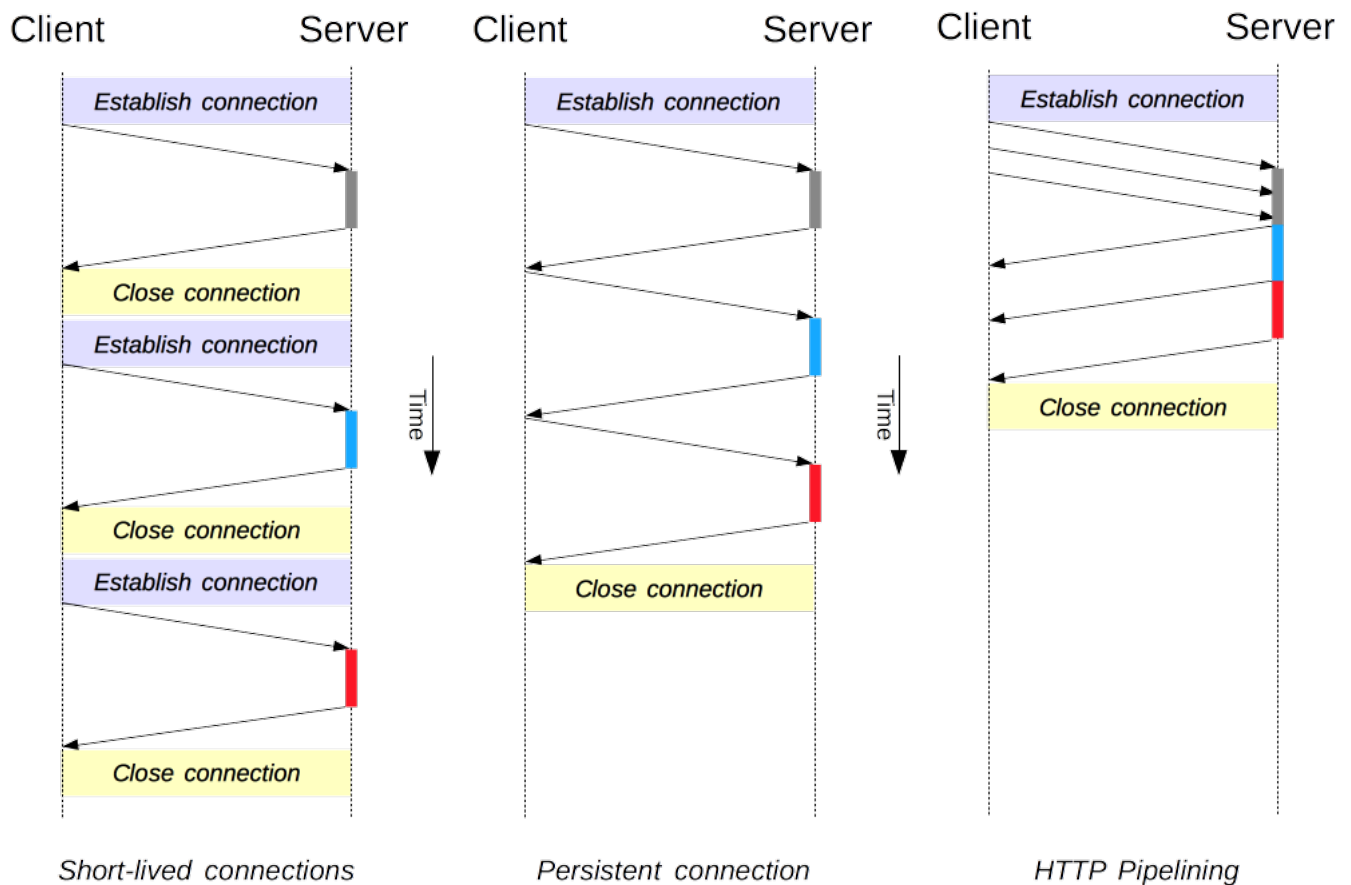 Client
Server
Client
Server
Client
Server
Establish connection
Close connection
Establish connection
Close connection
Establish connection
Close connection
Short-lived connections
Time
Establish connection
Close connection
Persistent connection
Time
Establish connection
Close connection
HTTP Pipelining